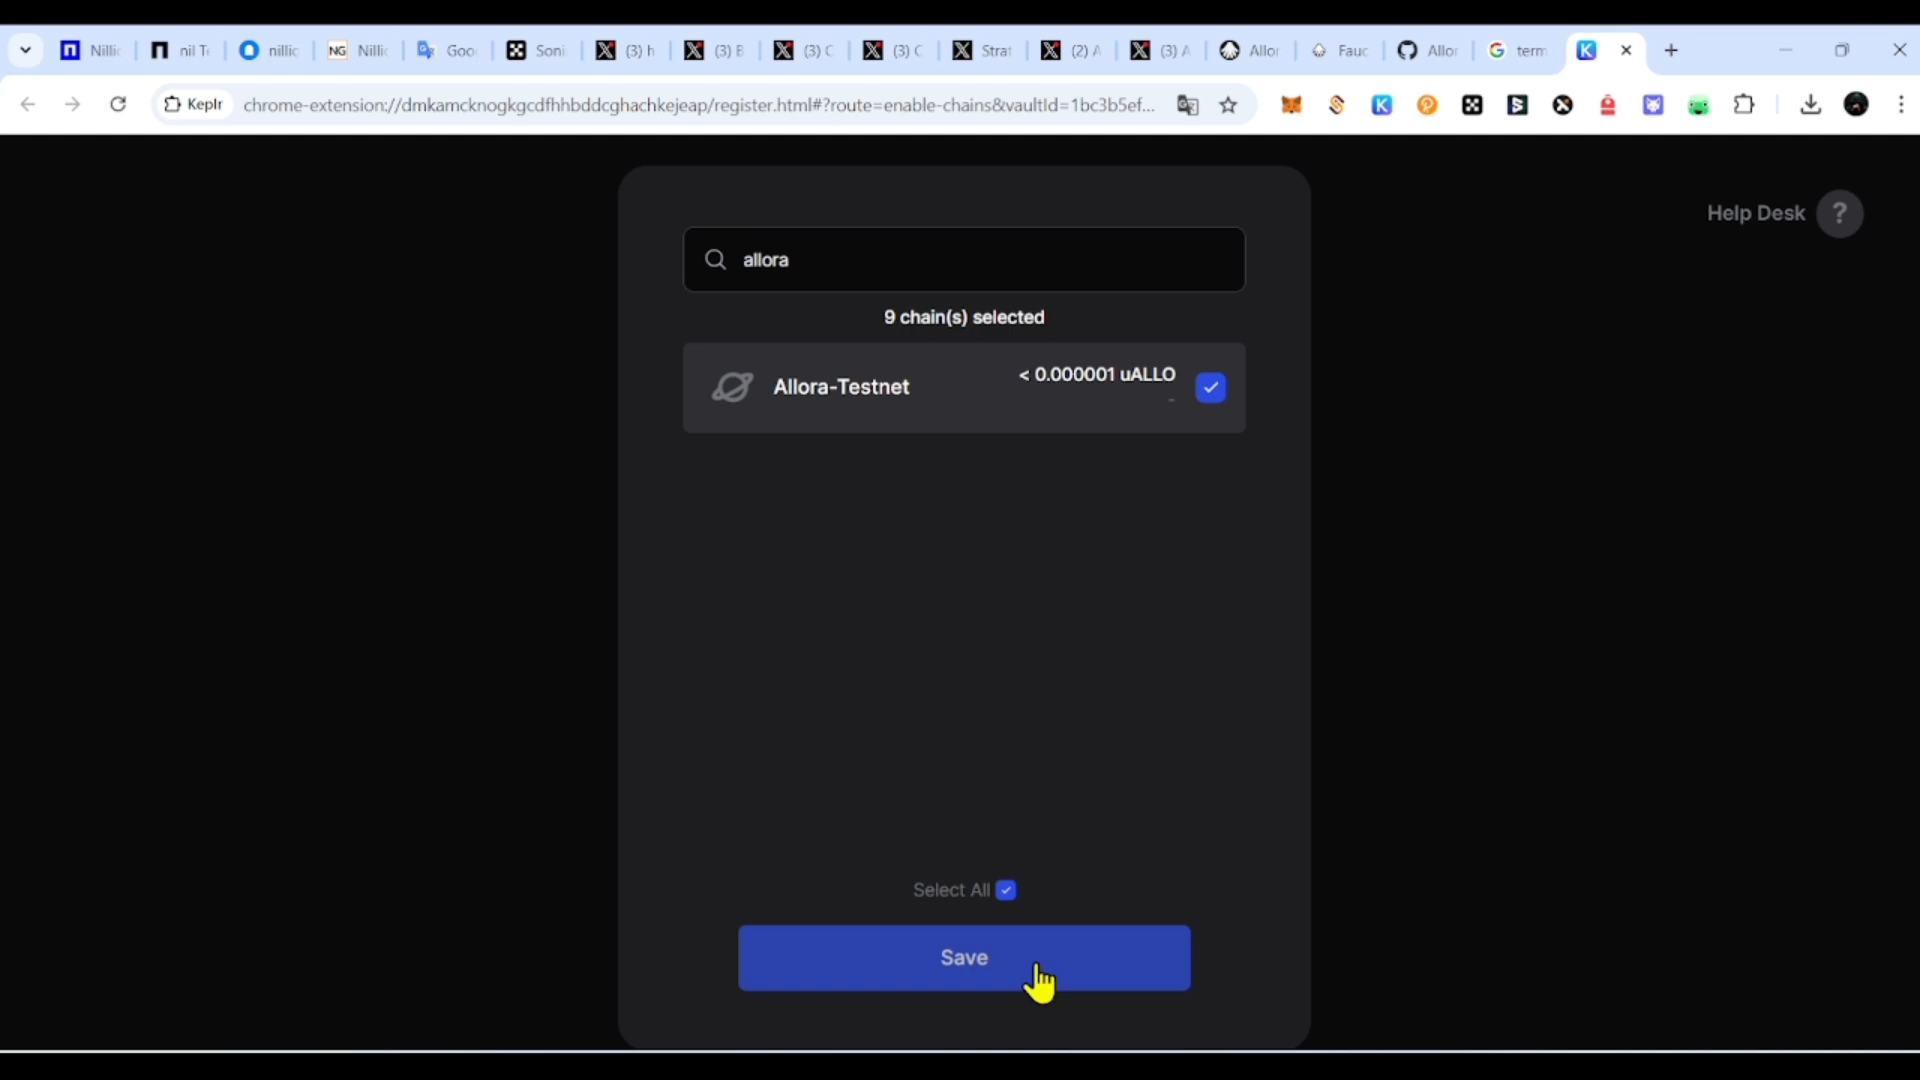 Nillic
nil Te
nillic
NG Nillic
Goo
Soni
(3) h
(3) B
(3) C
(3) C
Strat
(2) A
(3) A
Allor
Fauc
Allor
term
Keplr
chrome-extension://dmkamcknogkgcdfhhbddcghachkejeap/register.html#?route=enable-chains&vaultId=1bc3b5ef...
Help Desk ?
allora
9 chain(s) selected
Allora-Testnet
< 0.000001 uALLO
-
Select All
Save